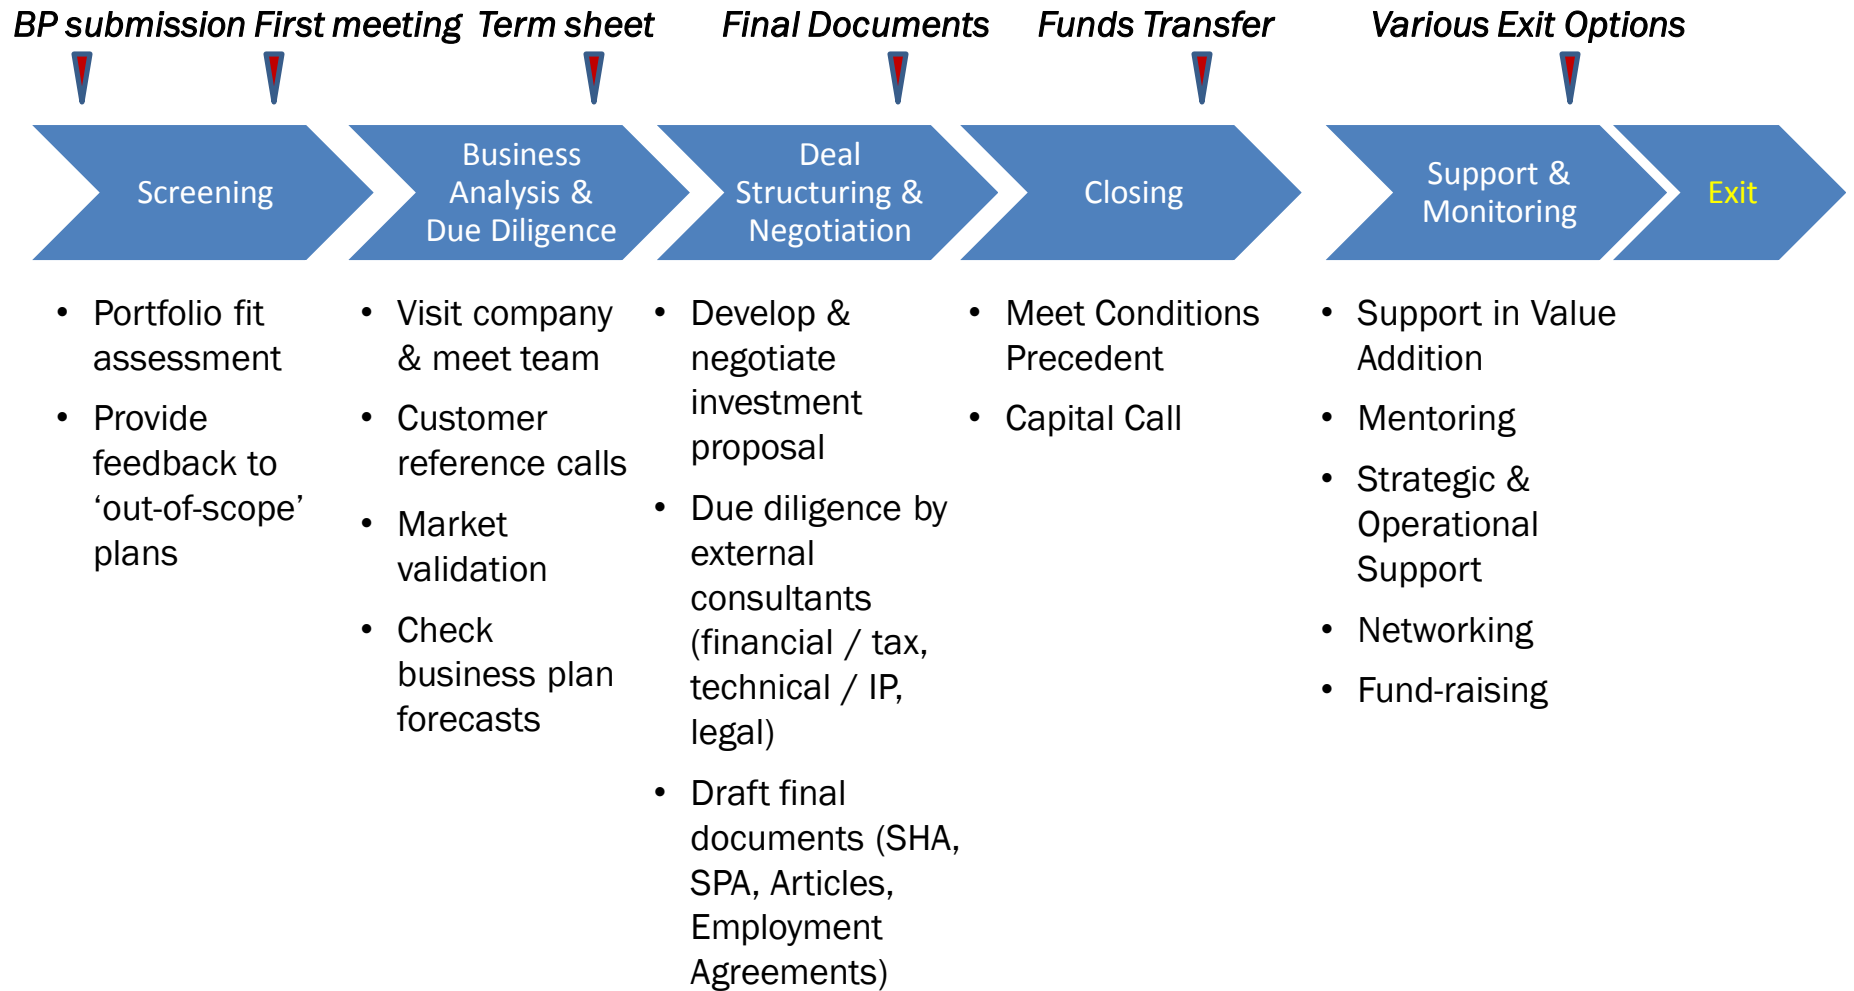 BP submission First meeting Term sheet Final Documents Funds Transfer Various Exit Options
Screening
Business
Analysis &
Due Diligence
Deal
Structuring &
Negotiation
Closing
Support &
Monitoring
Exit
• Portfolio fit
assessment
• Provide
feedback to
‘out-of-scope’
plans
• Visit company
& meet team
• Customer
reference calls
• Market
validation
• Check
business plan
forecasts
• Develop &
negotiate
investment
proposal
• Due diligence by
external
consultants
(financial / tax,
technical / IP,
legal)
• Draft final
documents (SHA,
SPA, Articles,
Employment
Agreements)
• Meet Conditions
Precedent
• Capital Call
• Support in Value
Addition
• Mentoring
• Strategic &
Operational
Support
• Networking
• Fund-raising